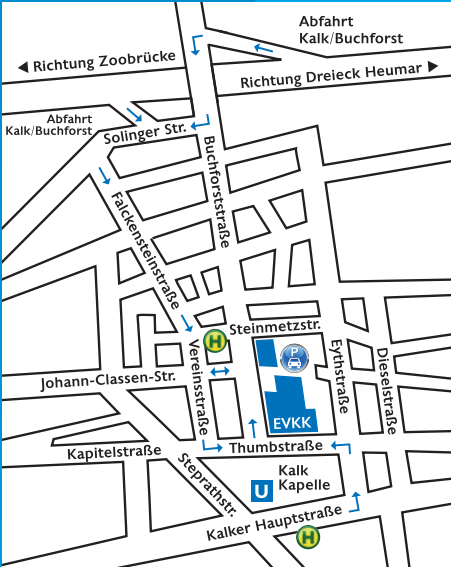 Abfahrt
Kalk/Buchforst
Richtung Zoobrücke
Richtung Dreieck Heumar
Abfahrt
Kalk/Buchforst
Solinger Str.
Buchforststraße
Falckensteinstraße
H
Steinmetzstr.
P
Vereinsstraße
Eythstraße
Dieselstraße
Johann-Classen-Str.
EVKK
Kapitelstraße
Thumbstraße
Steprathstr.
Kalk
Kapelle
U
Kalker Hauptstraße
H